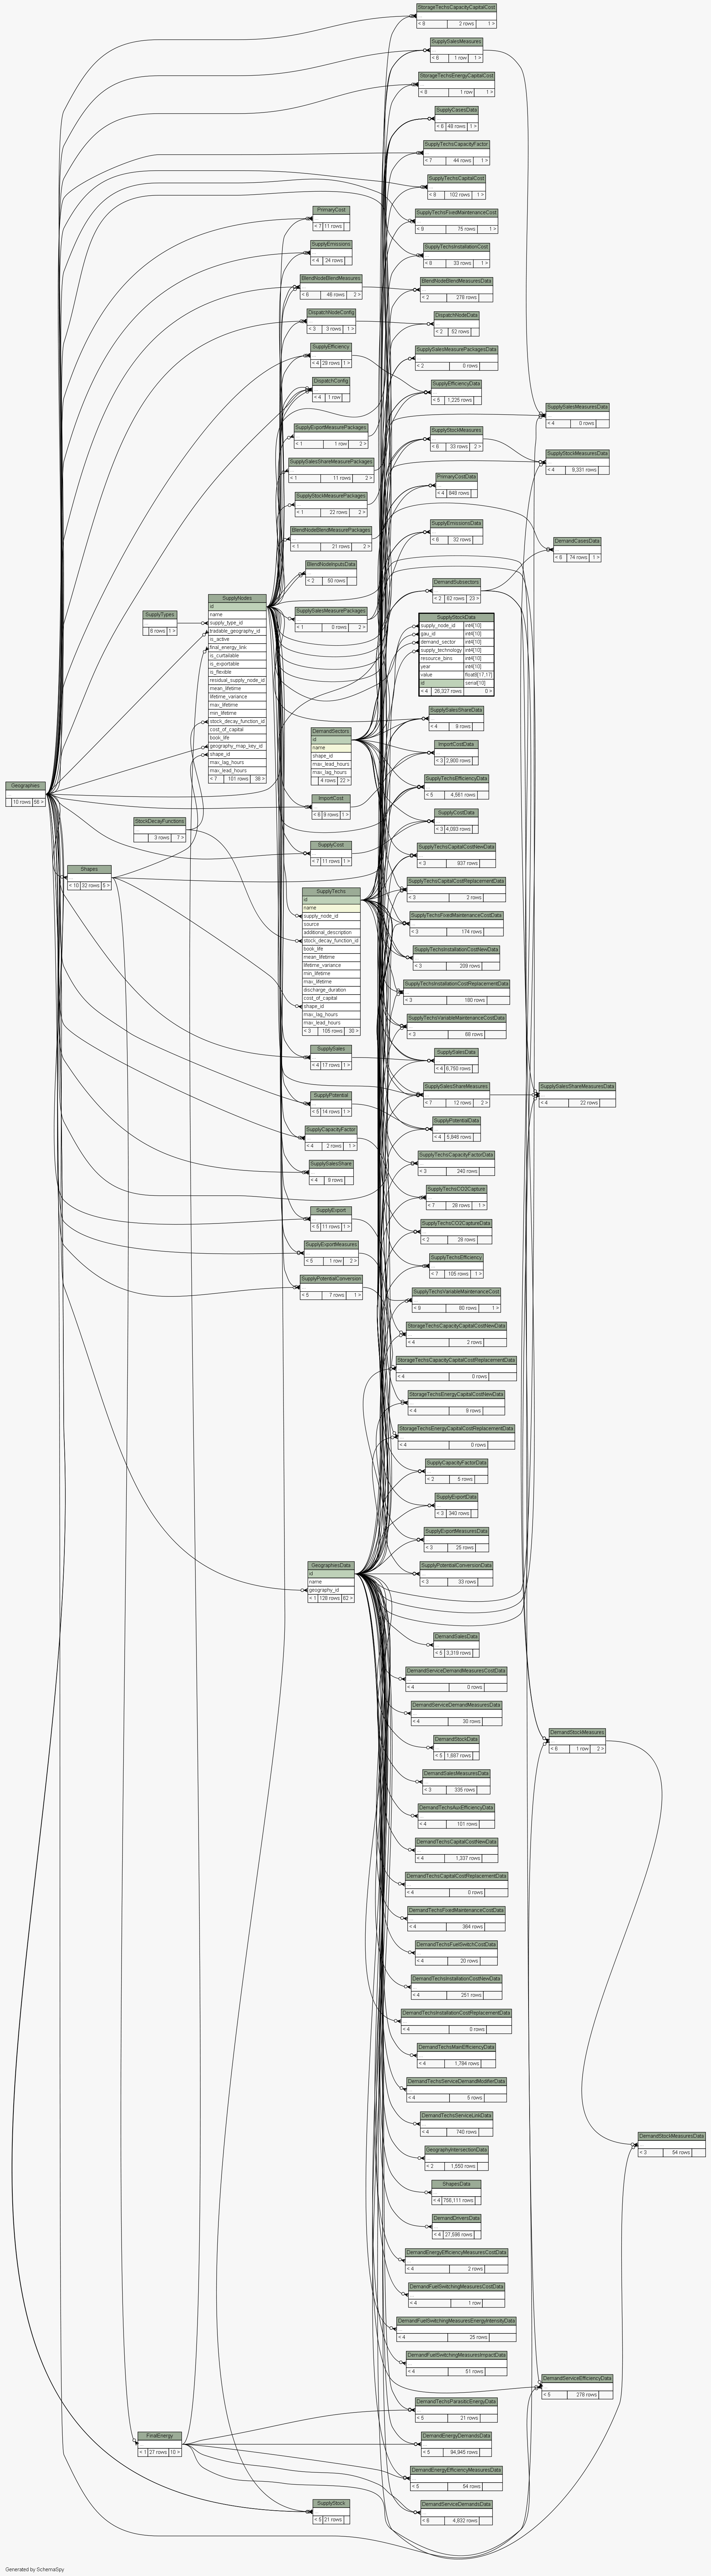 StorageTechsCapacityCapitalCost
< 8 2 rows 1 >
SupplySalesMeasures
< 6 1 row 1 >
StorageTechsEnergyCapitalCost
< 8 1 row 1 >
SupplyCasesData
< 6 48 rows 1 >
SupplyTechsCapacityFactor
< 7 44 rows 1 >
SupplyTechsCapitalCost
< 8 102 rows 1 >
PrimaryCost
< 7 11 rows
SupplyTechsFixedMaintenanceCost
75 rows 1 >
SupplyEmissions
< 4 24 rows
SupplyTechsInstallationCost
< 8 33 rows 1 >
BlendNodeBlendMeasures
< 6 46 rows 2 >
BlendNodeBlendMeasuresData
< 2 278 rows
DispatchNodeConfig
< 3 3 rows 1 >
DispatchNodeData
< 2 52 rows
SupplyEfficiency
< 4 28 rows 1 >
SupplySalesMeasurePackagesData
< 2 0 rows
DispatchConfig
< 4 1 row
SupplyEfficiencyData
< 5 1,225 rows
SupplySalesMeasuresData
< 4 0 rows
SupplyExportMeasurePackages
< 1 1 row 2 >
SupplyStockMeasures
< 6 33 rows 2 >
SupplyStockMeasuresData
< 4 9,331 rows
SupplySalesShareMeasurePackages
< 1 11 rows 2 >
PrimaryCostData
< 4 848 rows
SupplyStockMeasurePackages
< 1 22 rows 2 >
BlendNodeBlendMeasurePackages
< 1 21 rows 2 >
SupplyEmissionsData
< 6 32 rows
DemandCasesData
< 8 74 rows 1 >
BlendNodeInputsData
< 2 50 rows
DemandSubsectors
< 2 82 rows 23 >
SupplySalesMeasurePackages
< 1 0 rows 2 >
SupplyTypes
6 rows 1 >
SupplyNodes
id
name
supply_type_id
tradable_geography_id
is_active
final_energy_link
is_curtailable
is_exportable
is_flexible
residual_supply_node_id
mean_lifetime
lifetime_variance
max_lifetime
min_lifetime
stock_decay_function_id
cost_of_capital
book_life
geography_map_key_id
shape_id
max_lag_hours
max_lead_hours
< 7 101 rows 38 >
SupplyStockData
supply_node_id int4[10]
gau_id int4[10]
demand_sector int4[10]
supply_technology int4[10]
resource_bins int4[10]
year int4[10]
value float8[17,17]
id serial[10]
< 4 26,327 rows 0 >
SupplySalesShareData
< 4 9 rows
DemandSectors
id
name
shape_id
max_lead_hours
max_lag_hours
4 rows 22 >
ImportCostData
< 3 2,900 rows
SupplyTechsEfficiencyData
< 5 4,561 rows
Geographies
10 rows 56 >
ImportCost
< 6 9 rows 1 >
SupplyCostData
< 3 4,093 rows
StockDecayFunctions
3 rows 7 >
SupplyCost
< 7 11 rows 1 >
SupplyTechsCapitalCostNewData
< 3 937 rows
Shapes
< 10 32 rows 5 >
SupplyTechsCapitalCostReplacementData
< 3 2 rows
SupplyTechs
id
name
supply_node_id
source
additional_description
stock_decay_function_id
book_life
mean_lifetime
lifetime_variance
min_lifetime
max_lifetime
discharge_duration
cost_of_capital
shape_id
max_lag_hours
max_lead_hours
< 3 105 rows 30 >
SupplyTechsFixedMaintenanceCostData
< 3 174 rows
SupplyTechsInstallationCostNewData
< 3 209 rows
SupplyTechsInstallationCostReplacementData
< 3 180 rows
SupplyTechsVariableMaintenanceCostData
< 3 68 rows
SupplySales
< 4 17 rows 1 >
SupplySalesData
< 4 6,750 rows
SupplySalesShareMeasures
< 7 12 rows 2 >
SupplySalesShareMeasuresData
< 4 22 rows
SupplyPotential
< 6 14 rows 1 >
SupplyPotentialData
< 4 5,846 rows
SupplyCapacityFactor
< 4 2 rows 1 >
SupplyTechsCapacityFactorData
< 3 240 rows
SupplySalesShare
< 4 9 rows
SupplyTechsCO2Capture
< 7 28 rows 1 >
SupplyExport
< 5 11 rows 1 >
SupplyTechsCO2CaptureData
< 2 28 rows
SupplyExportMeasures
< 5 1 row 2 >
SupplyTechsEfficiency
< 7 105 rows 1 >
SupplyPotentialConversion
< 5 7 rows 1 >
SupplyTechsVariableMaintenanceCost
60 rows 1 >
StorageTechsCapacityCapitalCostNewData
< 4 2 rows
StorageTechsCapacityCapitalCostReplacementData
< 4 0 rows
StorageTechsEnergyCapitalCostNewData
< 4 9 rows
StorageTechsEnergyCapitalCostReplacementData
< 4 0 rows
SupplyCapacityFactorData
< 2 5 rows
SupplyExportData
< 3 340 rows
SupplyExportMeasuresData
< 3 25 rows
SupplyPotentialConversionData
< 3 33 rows
GeographiesData
id
name
geography_id
< 1 128 rows 62 >
DemandSalesData
< 5 3,319 rows
DemandServiceDemandMeasuresCostData
< 4 0 rows
DemandServiceDemandMeasuresData
< 4 30 rows
DemandStockData
< 5 1,887 rows
DemandStockMeasures
< 6 1 row 2 >
DemandSalesMeasuresData
< 3 335 rows
DemandTechsAuxEfficiencyData
< 4 101 rows
DemandTechsCapitalCostNewData
< 4 1,337 rows
DemandTechsCapitalCostReplacementData
< 4 0 rows
DemandTechsFixedMaintenanceCostData
< 4 364 rows
DemandTechsFuelSwitchCostData
< 4 20 rows
DemandTechsInstallationCostNewData
< 4 251 rows
DemandTechsInstallationCostReplacementData
< 4 0 rows
DemandTechsMainEfficiencyData
< 4 1,794 rows
DemandTechsServiceDemandModifierData
< 4 5 rows
DemandTechsServiceLinkData
< 4 740 rows
DemandStockMeasuresData
< 3 54 rows
GeographyIntersectionData
< 2 1,550 rows
ShapesData
< 4 756,111 rows
DemandDriversData
< 4 27,598 rows
DemandEnergyEfficiencyMeasuresCostData
< 4 2 rows
DemandFuelSwitchingMeasuresCostData
< 4 1 row
DemandFuelSwitchingMeasuresEnergyIntensityData
< 4 25 rows
DemandFuelSwitchingMeasuresImpactData
< 4 51 rows
DemandServiceEfficiencyData
< 5 278 rows
DemandTechsParasiticEnergyData
< 5 21 rows
FinalEnergy
< 1 27 rows 10 >
DemandEnergyDemandsData
< 5 94,945 rows
DemandEnergyEfficiencyMeasuresData
< 5 54 rows
SupplyStock
< 5 21 rows
DemandServiceDemandsData
< 6 4,832 rows
Generated by SchemaSpy